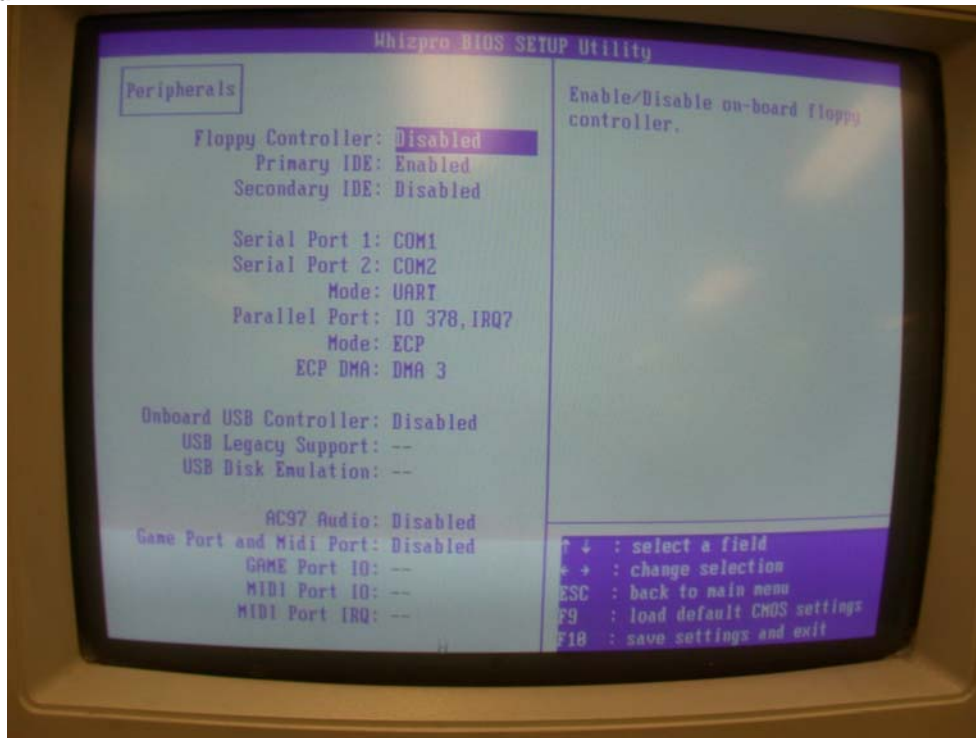 Whizpro BIOS SETUP Utility
Peripherals
Floppy Controller: Disabled
Primary IDE: Enabled
Secondary IDE: Disabled
Serial Port 1: COM1
Serial Port 2: COM2
Mode: UART
Parallel Port: IO 378,IRQ7
Mode: ECP
ECP DMA: DMA 3
Onboard USB Controller: Disabled
USB Legacy Support: --
USB Disk Emulation: --
AC97 Audio: Disabled
Game Port and Midi Port: Disabled
GAME Port IO: --
MIDI Port IO: --
MIDI Port IRQ: --
Enable/Disable on-board floppy
controller.
↑ ↓ : select a field
← → : change selection
ESC : back to main menu
F9 : load default CMOS settings
F10 : save settings and exit